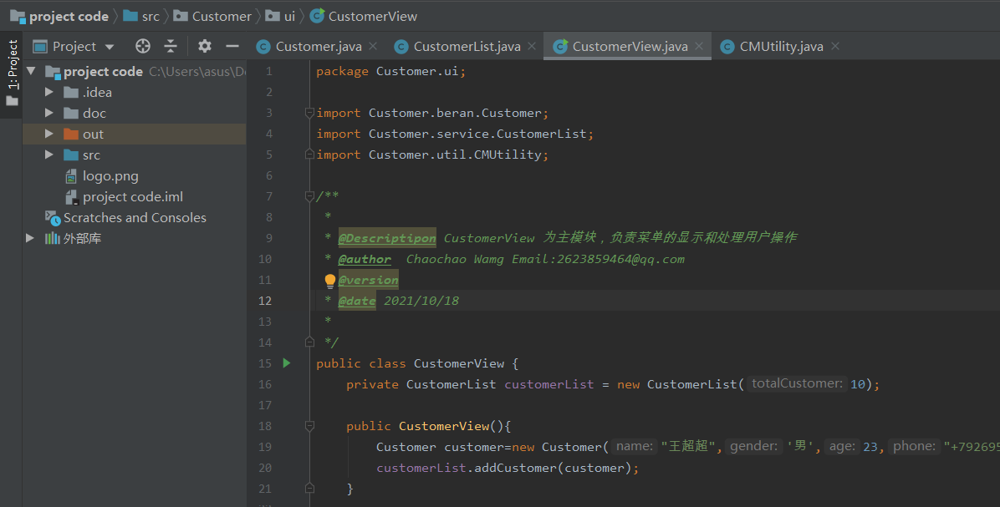 project code src Customer ui CustomerView
1: Project
Project Customer.java CustomerList.java CustomerView.java CMUtility.java
project code C:\Users\asus\De
.idea
doc
out
src
logo.png
project code.iml
Scratches and Consoles
外部库
1 package Customer.ui;
2
3 import Customer.beran.Customer;
4 import Customer.service.CustomerList;
5 import Customer.util.CMUtility;
6
7 /**
8 *
9 * @Descriptipon CustomerView 为主模块，负责菜单的显示和处理用户操作
10 * @author Chaochao Wamg Email:2623859464@qq.com
11 @version
12 * @date 2021/10/18
13 *
14 */
15 public class CustomerView {
16 private CustomerList customerList = new CustomerList( totalCustomer: 10);
17
18 public CustomerView(){
19 Customer customer=new Customer( name: "王超超", gender: '男', age: 23, phone: "+792695
20 customerList.addCustomer(customer);
21 }